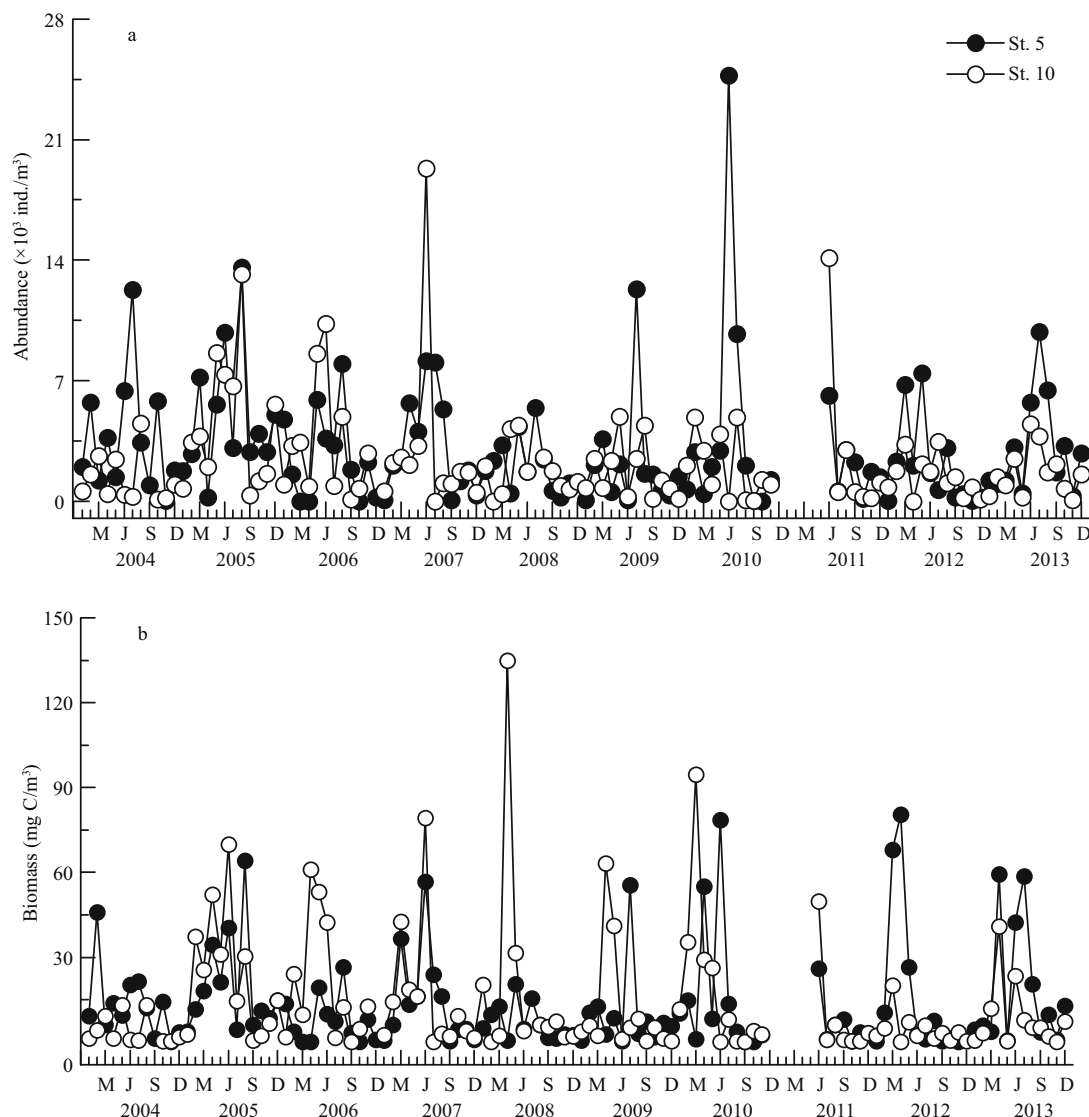 28
a
St. 5
St. 10
21
Abundance (×10³ ind./m³)
14
7
0
M J S D M J S D M J S D M J S D M J S D M J S D M J S D M J S D M J S D M J S D
2004 2005 2006 2007 2008 2009 2010 2011 2012 2013
150
b
120
90
Biomass (mg C/m³)
60
30
0
M J S D M J S D M J S D M J S D M J S D M J S D M J S D M J S D M J S D M J S D
2004 2005 2006 2007 2008 2009 2010 2011 2012 2013